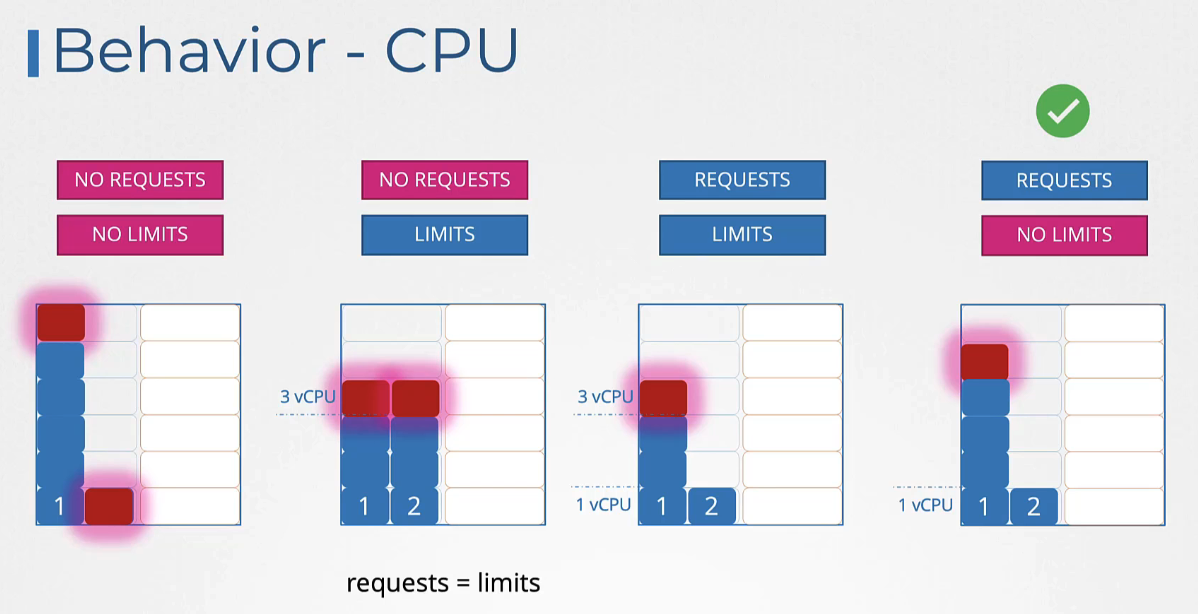 Behavior - CPU
NO REQUESTS
NO LIMITS
1
NO REQUESTS
LIMITS
3 vCPU
1 2
requests = limits
REQUESTS
LIMITS
3 vCPU
1 vCPU 1 2
REQUESTS
NO LIMITS
1 vCPU 1 2